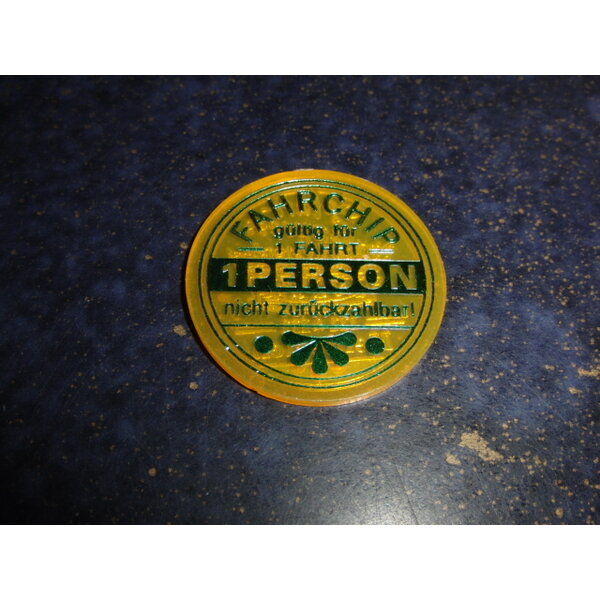 FAHRCHIP
gültig für
1 FAHRT
1 PERSON
nicht zurückzahlbar!